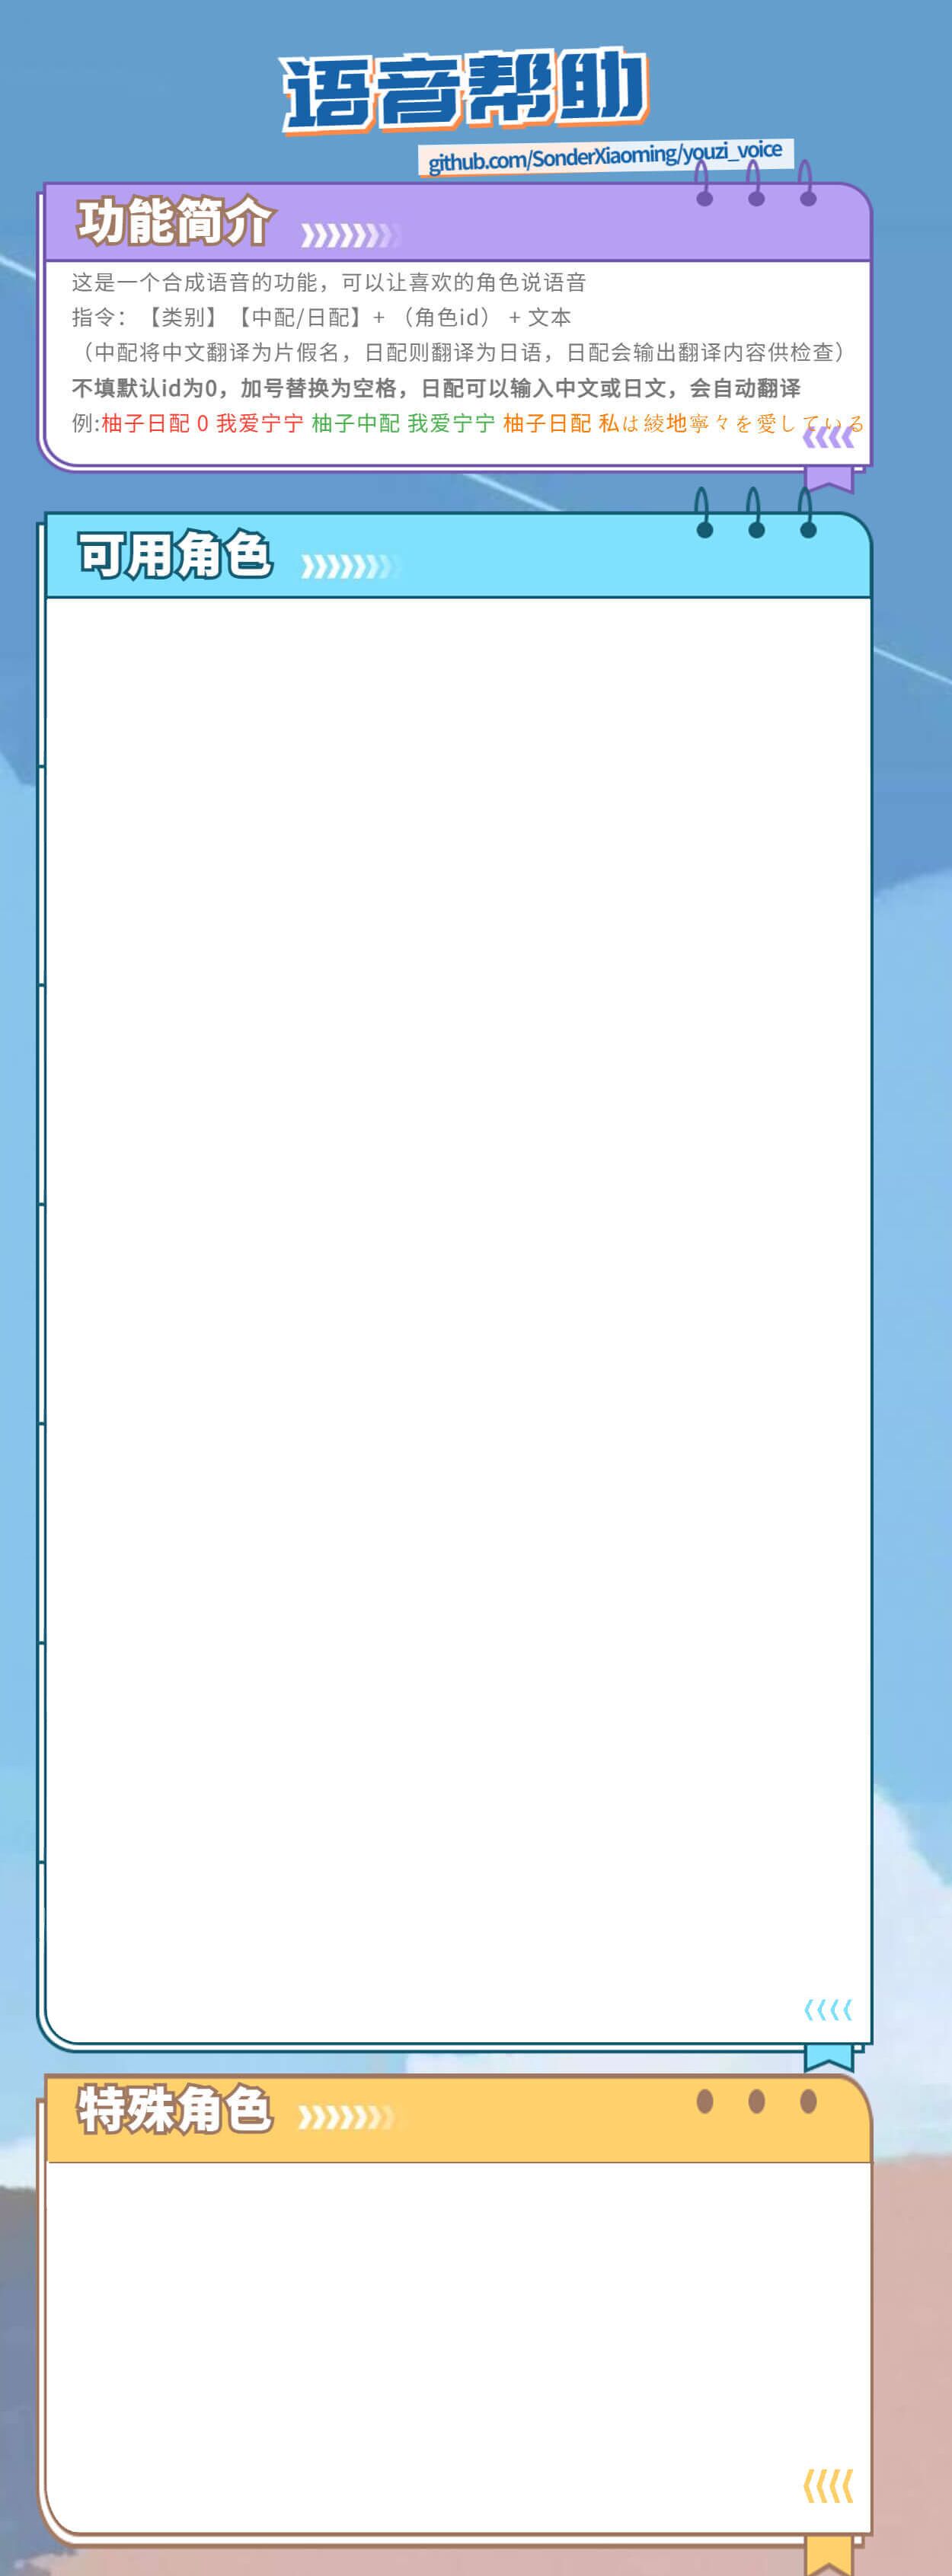 语音帮助
github.com/SonderXiaoming/youzi_voice
功能简介
这是一个合成语音的功能，可以让喜欢的角色说语音
指令：【类别】【中配/日配】+ （角色id） + 文本
（中配将中文翻译为片假名，日配则翻译为日语，日配会输出翻译内容供检查）
不填默认id为0，加号替换为空格，日配可以输入中文或日文，会自动翻译
例:柚子日配 0 我爱宁宁 柚子中配 我爱宁宁 柚子日配 私は綾地寧々を愛している
可用角色
特殊角色